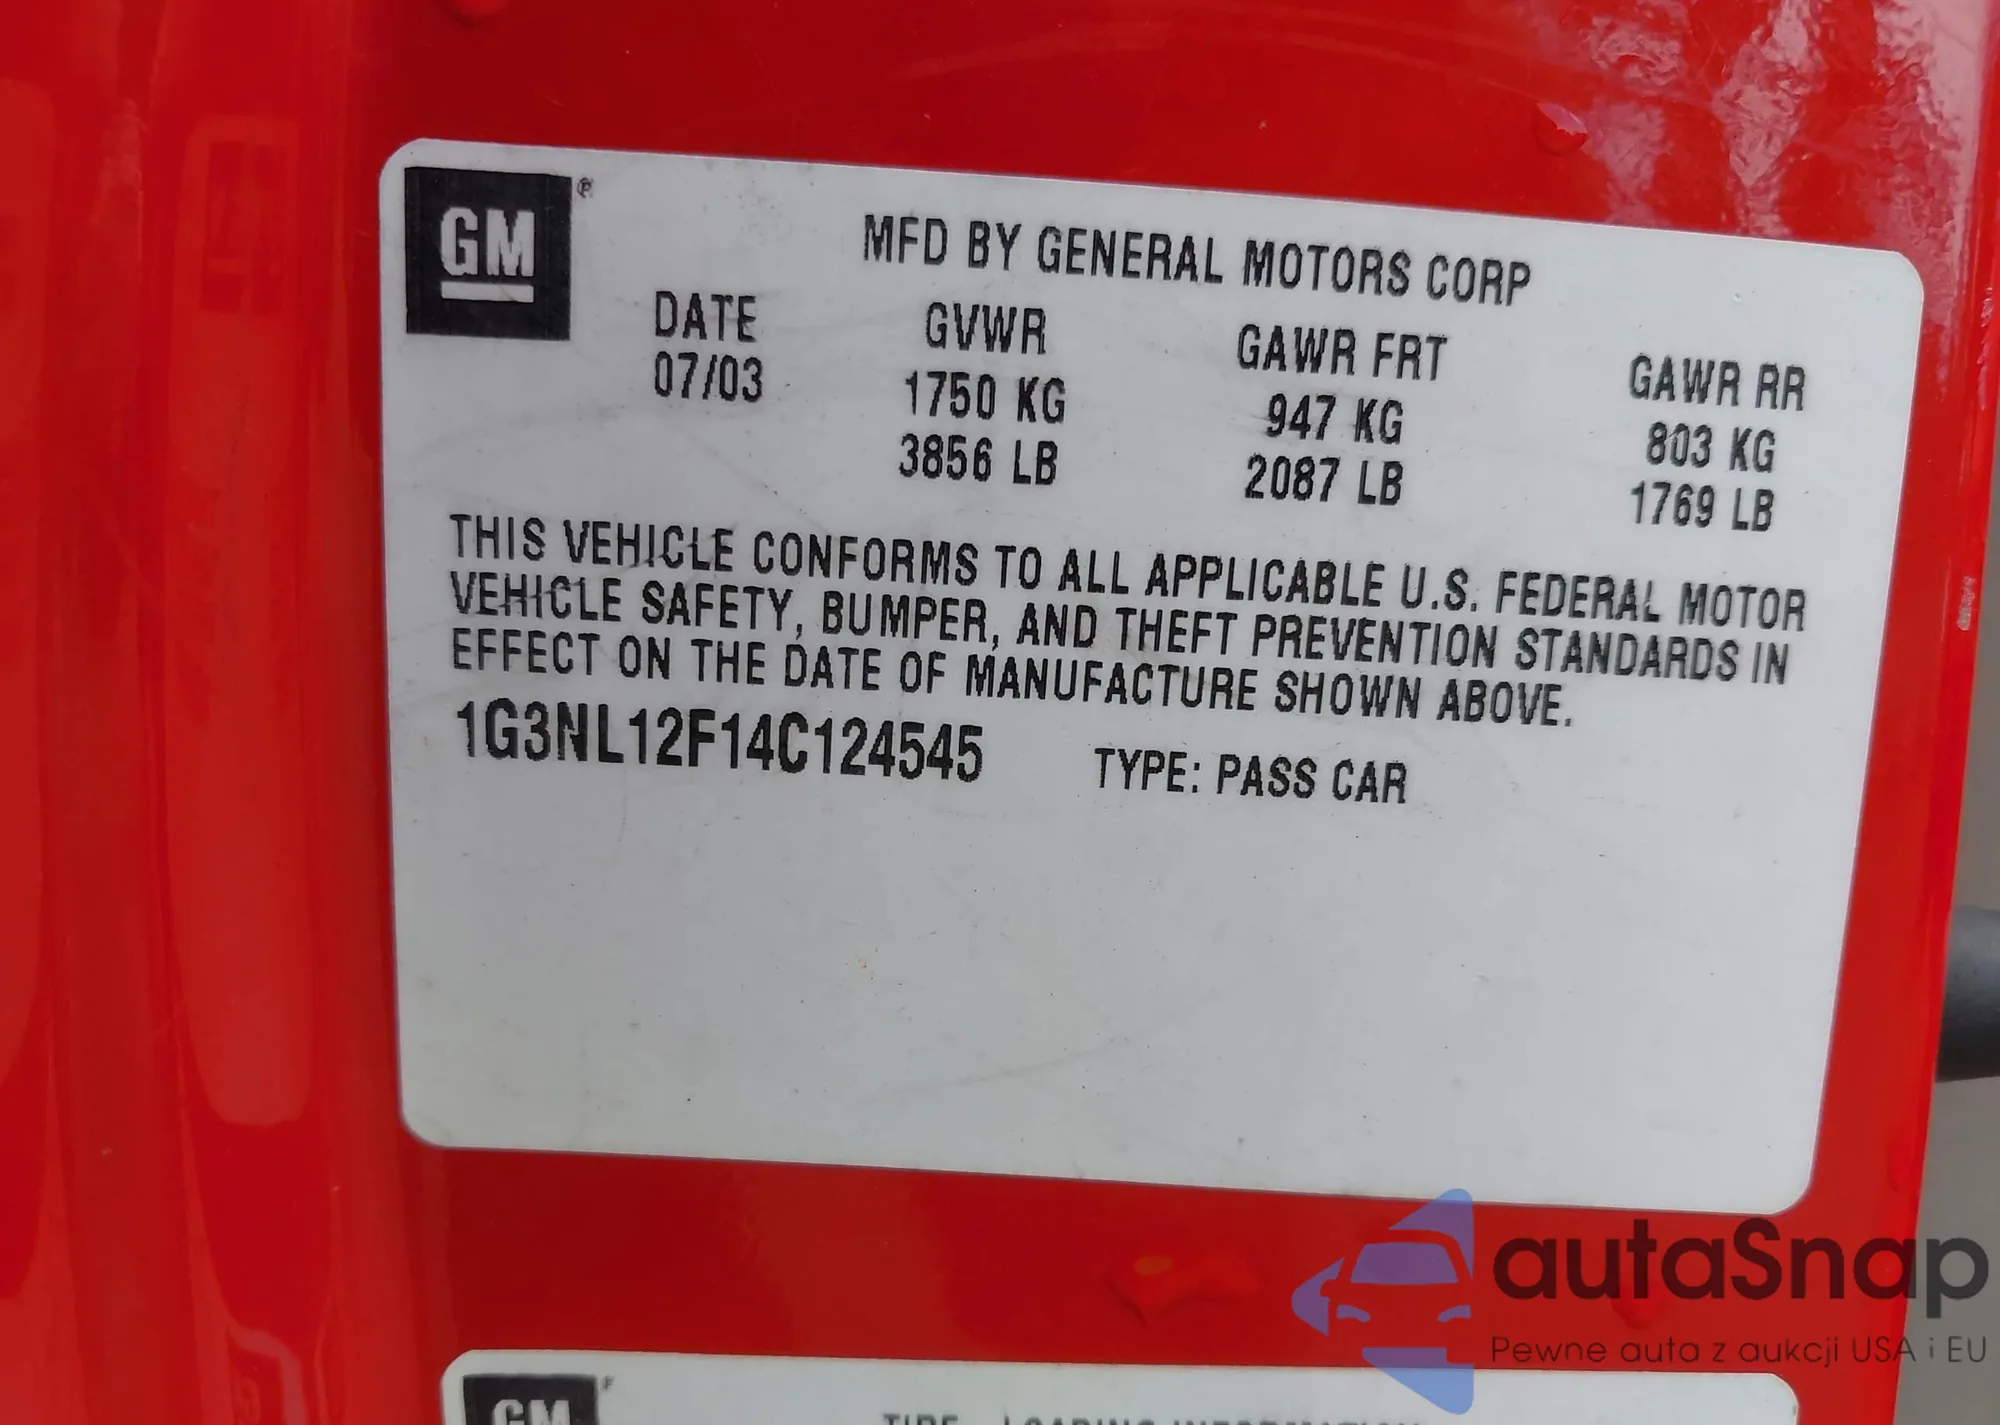 GM
MFD BY GENERAL MOTORS CORP
DATE GVWR GAWR FRT GAWR RR
07/03 1750 KG 947 KG 803 KG
3856 LB 2087 LB 1769 LB
THIS VEHICLE CONFORMS TO ALL APPLICABLE U.S. FEDERAL MOTOR
VEHICLE SAFETY, BUMPER, AND THEFT PREVENTION STANDARDS IN
EFFECT ON THE DATE OF MANUFACTURE SHOWN ABOVE.
1G3NL12F14C124545 TYPE: PASS CAR
autaSnap
Pewne auta z aukcji USA i EU
GM
TIRE - LOADING INFORMATION